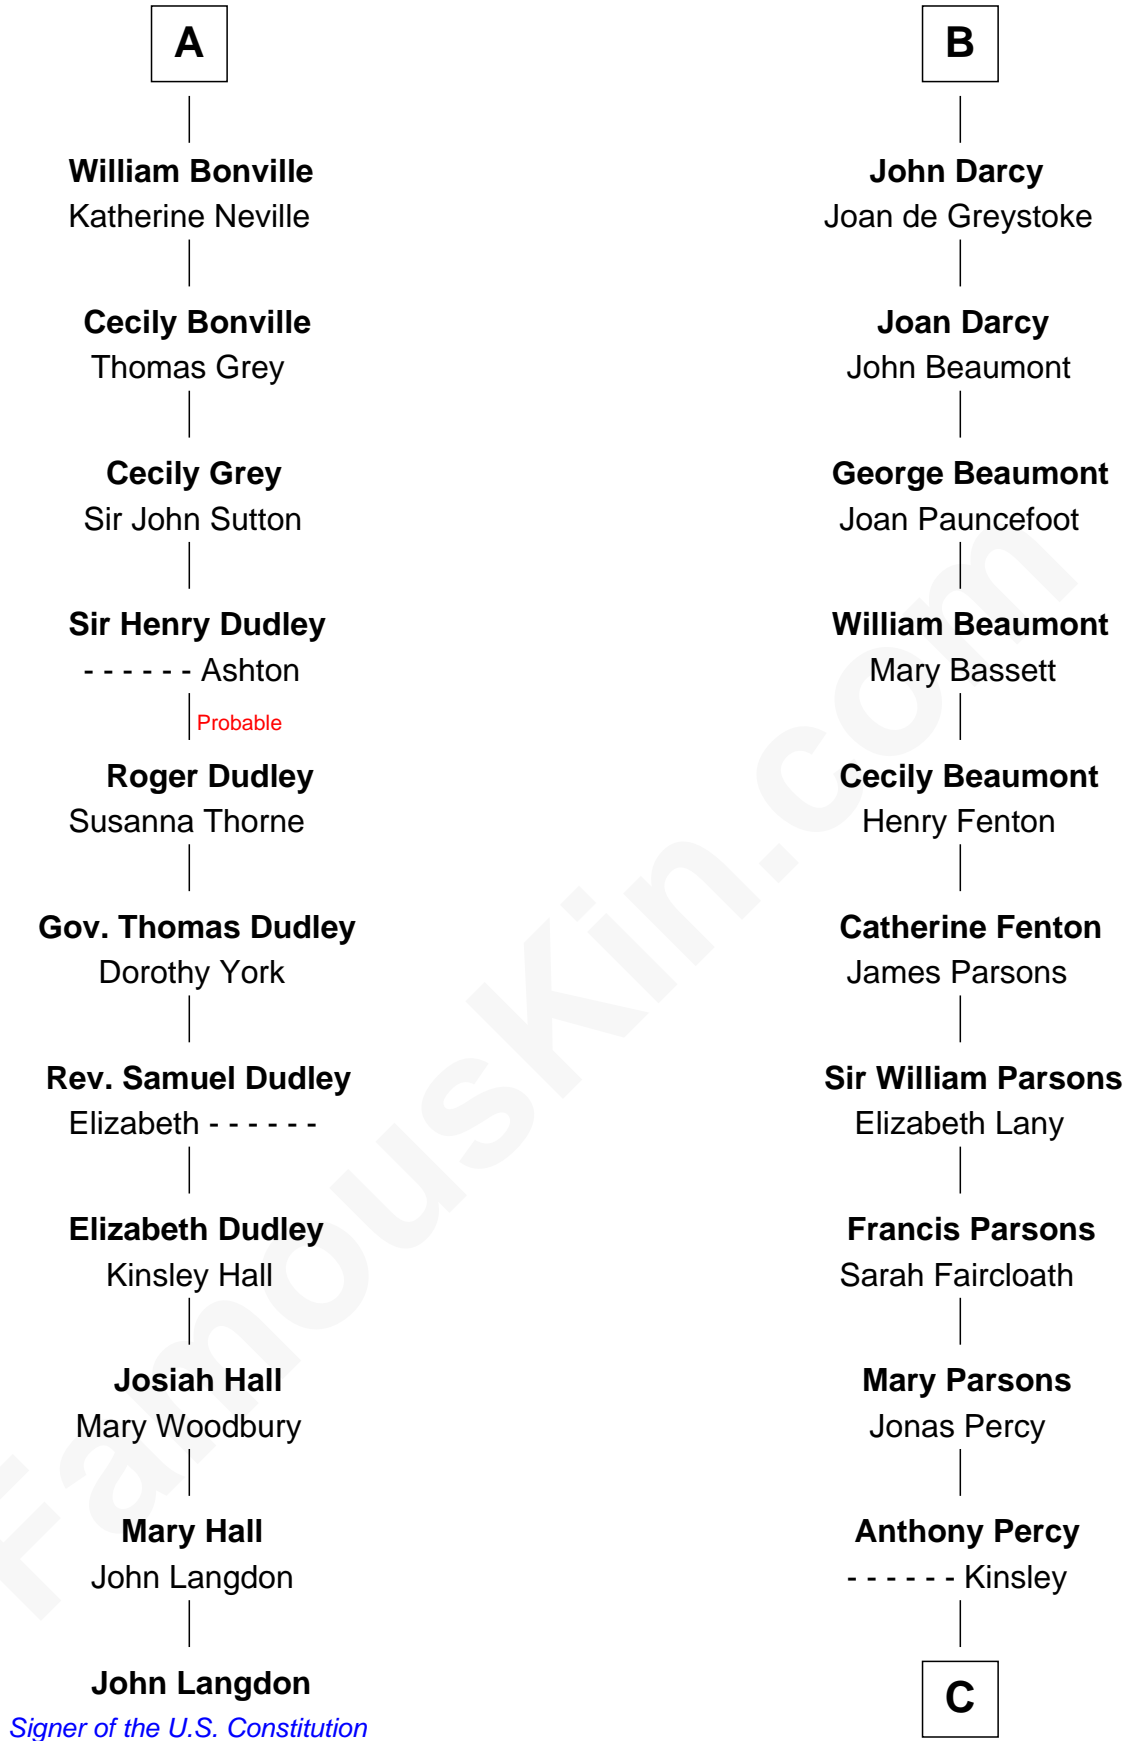 A
William Bonville
Katherine Neville
Cecily Bonville
Thomas Grey
Cecily Grey
Sir John Sutton
Sir Henry Dudley
- - - - - - Ashton
Probable
Roger Dudley
Susanna Thorne
Gov. Thomas Dudley
Dorothy York
Rev. Samuel Dudley
Elizabeth - - - - - -
Elizabeth Dudley
Kinsley Hall
Josiah Hall
Mary Woodbury
Mary Hall
John Langdon
John Langdon
Signer of the U.S. Constitution
B
John Darcy
Joan de Greystoke
Joan Darcy
John Beaumont
George Beaumont
Joan Pauncefoot
William Beaumont
Mary Bassett
Cecily Beaumont
Henry Fenton
Catherine Fenton
James Parsons
Sir William Parsons
Elizabeth Lany
Francis Parsons
Sarah Faircloath
Mary Parsons
Jonas Percy
Anthony Percy
- - - - - - Kinsley
C
FamousKin.com